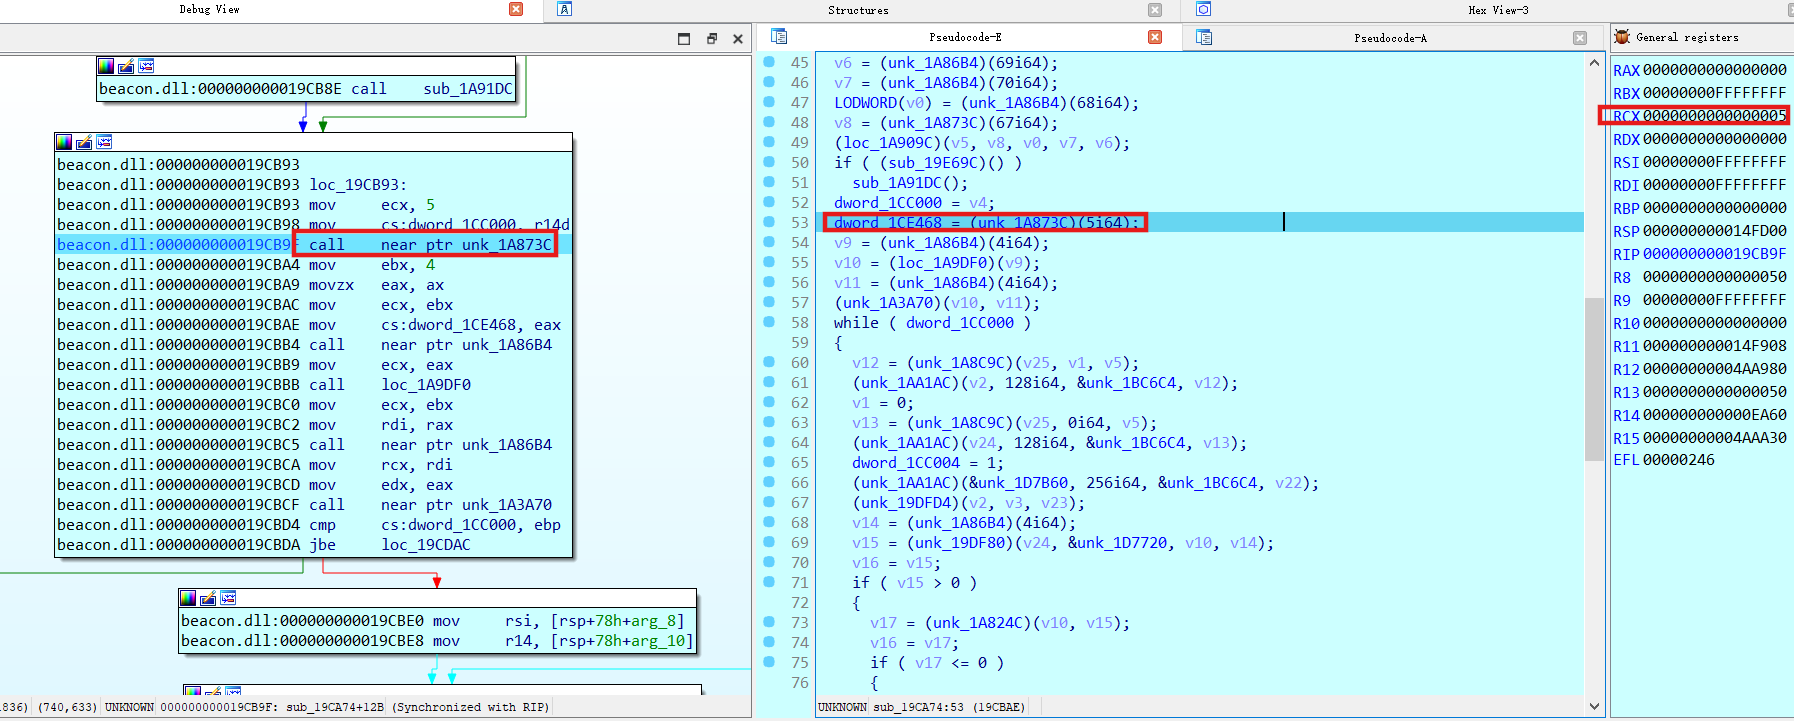 Debug View
Structures
Hex View-3
Pseudocode-E
Pseudocode-A
General registers
beacon.dll:000000000019CB8E call sub_1A91DC
beacon.dll:000000000019CB93
beacon.dll:000000000019CB93 loc_19CB93:
beacon.dll:000000000019CB93 mov ecx, 5
beacon.dll:000000000019CB98 mov cs:dword_1CC000, r14d
beacon.dll:000000000019CB9F call near ptr unk_1A873C
beacon.dll:000000000019CBA4 mov ebx, 4
beacon.dll:000000000019CBA9 movzx eax, ax
beacon.dll:000000000019CBAC mov ecx, ebx
beacon.dll:000000000019CBAE mov cs:dword_1CE468, eax
beacon.dll:000000000019CBB4 call near ptr unk_1A86B4
beacon.dll:000000000019CBB9 mov ecx, eax
beacon.dll:000000000019CBBB call loc_1A9DF0
beacon.dll:000000000019CBC0 mov ecx, ebx
beacon.dll:000000000019CBC2 mov rdi, rax
beacon.dll:000000000019CBC5 call near ptr unk_1A86B4
beacon.dll:000000000019CBCA mov rcx, rdi
beacon.dll:000000000019CBCD mov edx, eax
beacon.dll:000000000019CBCF call near ptr unk_1A3A70
beacon.dll:000000000019CBD4 cmp cs:dword_1CC000, ebp
beacon.dll:000000000019CBDA jbe loc_19CDAC
beacon.dll:000000000019CBE0 mov rsi, [rsp+78h+arg_8]
beacon.dll:000000000019CBE8 mov r14, [rsp+78h+arg_10]
836) (740,633) UNKNOWN 000000000019CB9F: sub_19CA74+12B (Synchronized with RIP)
45 v6 = (unk_1A86B4)(69i64);
46 v7 = (unk_1A86B4)(70i64);
47 LODWORD(v0) = (unk_1A86B4)(68i64);
48 v8 = (unk_1A873C)(67i64);
49 (loc_1A909C)(v5, v8, v0, v7, v6);
50 if ( (sub_19E69C)() )
51 sub_1A91DC();
52 dword_1CC000 = v4;
53 dword_1CE468 = (unk_1A873C)(5i64);
54 v9 = (unk_1A86B4)(4i64);
55 v10 = (loc_1A9DF0)(v9);
56 v11 = (unk_1A86B4)(4i64);
57 (unk_1A3A70)(v10, v11);
58 while ( dword_1CC000 )
59 {
60 v12 = (unk_1A8C9C)(v25, v1, v5);
61 (unk_1AA1AC)(v2, 128i64, &unk_1BC6C4, v12);
62 v1 = 0;
63 v13 = (unk_1A8C9C)(v25, 0i64, v5);
64 (unk_1AA1AC)(v24, 128i64, &unk_1BC6C4, v13);
65 dword_1CC004 = 1;
66 (unk_1AA1AC)(&unk_1D7B60, 256i64, &unk_1BC6C4, v22);
67 (unk_19DFD4)(v2, v3, v23);
68 v14 = (unk_1A86B4)(4i64);
69 v15 = (unk_19DF80)(v24, &unk_1D7720, v10, v14);
70 v16 = v15;
71 if ( v15 > 0 )
72 {
73 v17 = (unk_1A824C)(v10, v15);
74 v16 = v17;
75 if ( v17 <= 0 )
76 {
UNKNOWN sub_19CA74:53 (19CBAE)
RAX 0000000000000000
RBX 00000000FFFFFFFF
RCX 0000000000000005
RDX 0000000000000000
RSI 00000000FFFFFFFF
RDI 00000000FFFFFFFF
RBP 0000000000000000
RSP 000000000014FD00
RIP 000000000019CB9F
R8 0000000000000050
R9 00000000FFFFFFFF
R10 0000000000000000
R11 000000000014F908
R12 00000000004AA980
R13 0000000000000050
R14 000000000000EA60
R15 00000000004AAA30
EFL 00000246